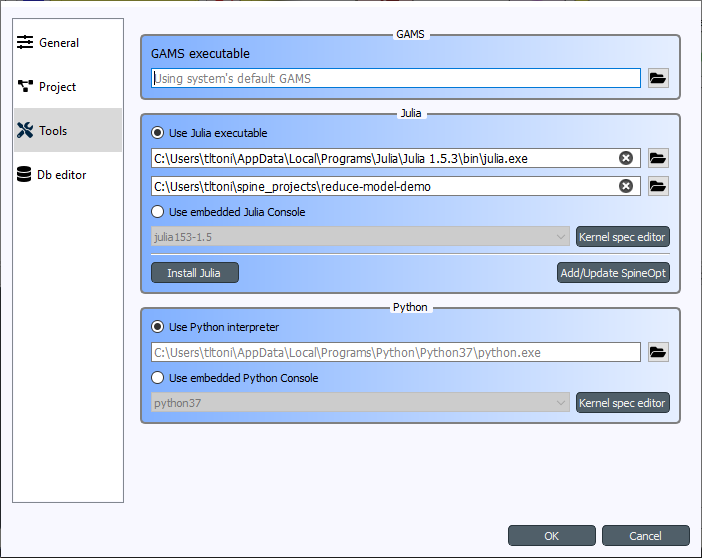 General
Project
Tools
Db editor
GAMS
GAMS executable
Using system's default GAMS
Julia
Use Julia executable
C:\Users\tltoni\AppData\Local\Programs\Julia\Julia 1.5.3\bin\julia.exe
C:\Users\tltoni\spine_projects\reduce-model-demo
Use embedded Julia Console
julia153-1.5
Kernel spec editor
Install Julia
Add/Update SpineOpt
Python
Use Python interpreter
C:\Users\tltoni\AppData\Local\Programs\Python\Python37\python.exe
Use embedded Python Console
python37
Kernel spec editor
OK
Cancel